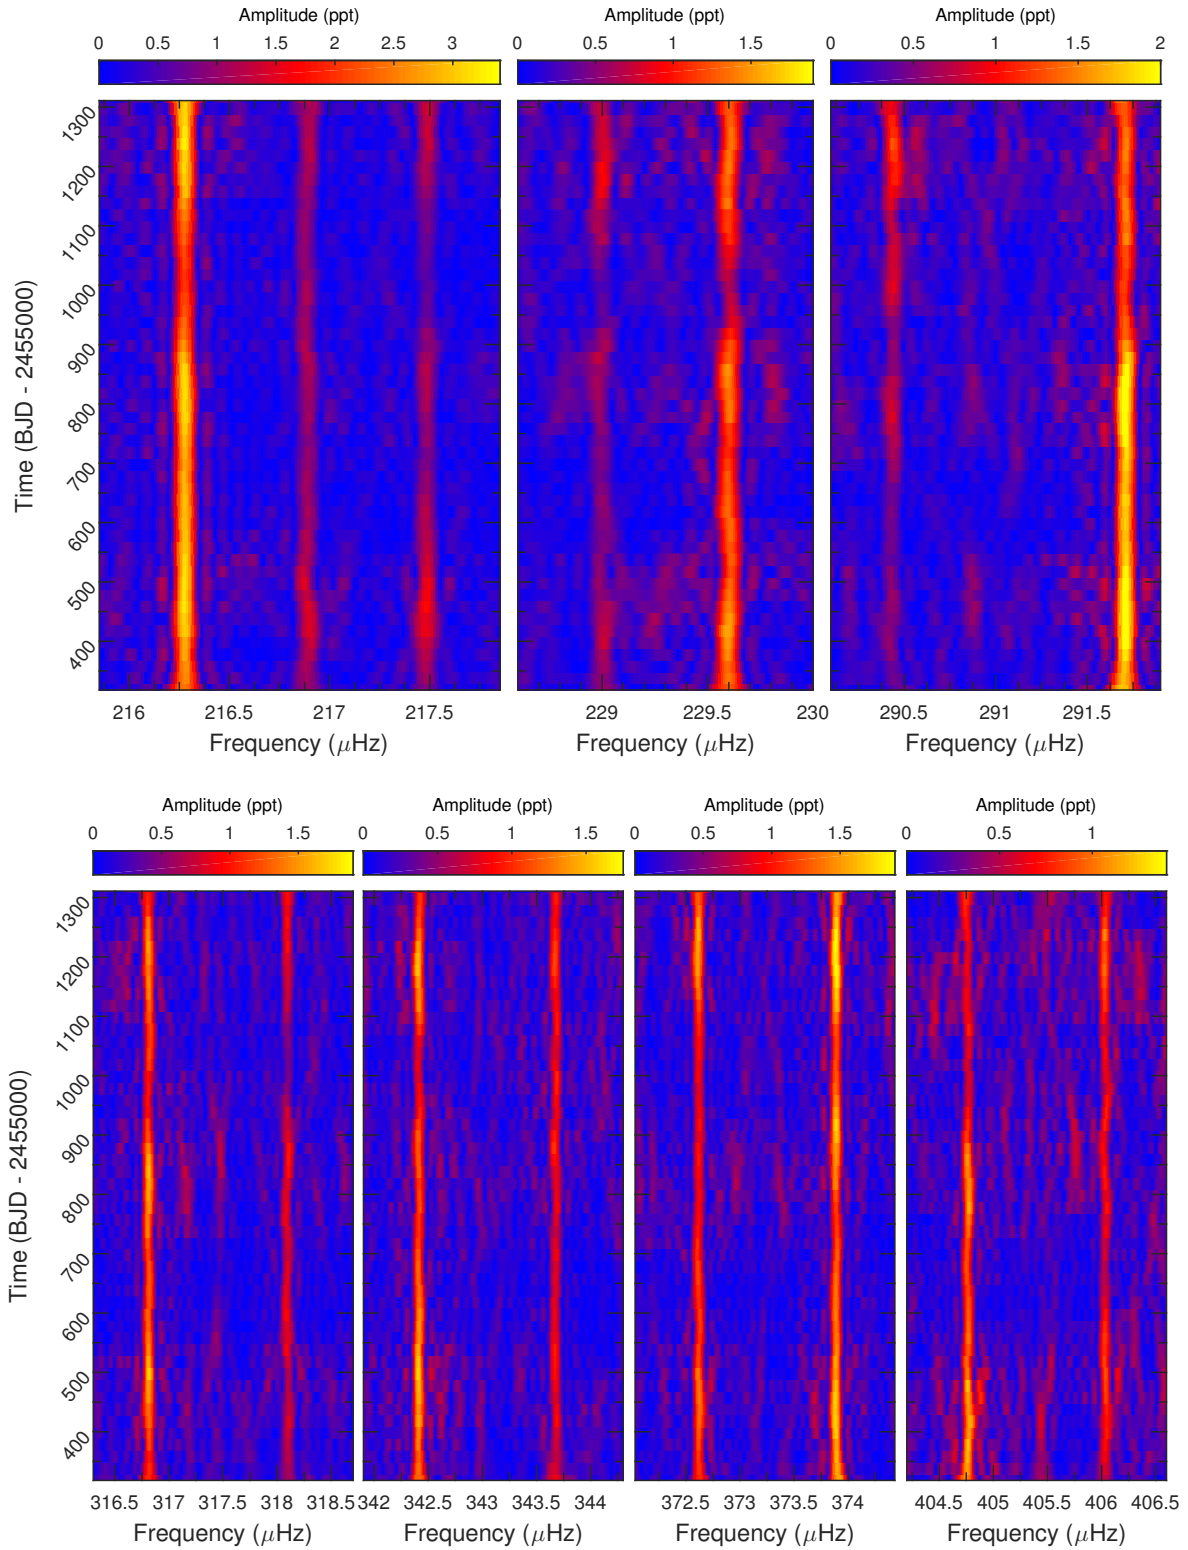 Amplitude (ppt) Amplitude (ppt) Amplitude (ppt)
0 0.5 1 1.5 2 2.5 3 0 0.5 1 1.5 0 0.5 1 1.5 2
1300
1200
1100
1000
900
800
700
600
500
400
Time (BJD - 2455000)
216 216.5 217 217.5 229 229.5 230 290.5 291 291.5
Frequency (μHz) Frequency (μHz) Frequency (μHz)
Amplitude (ppt) Amplitude (ppt) Amplitude (ppt) Amplitude (ppt)
0 0.5 1 1.5 0 0.5 1 1.5 0 0.5 1 1.5 0 0.5 1
1300
1200
1100
1000
900
800
700
600
500
400
Time (BJD - 2455000)
316.5 317 317.5 318 318.5 342 342.5 343 343.5 344 372.5 373 373.5 374 404.5 405 405.5 406 406.5
Frequency (μHz) Frequency (μHz) Frequency (μHz) Frequency (μHz)